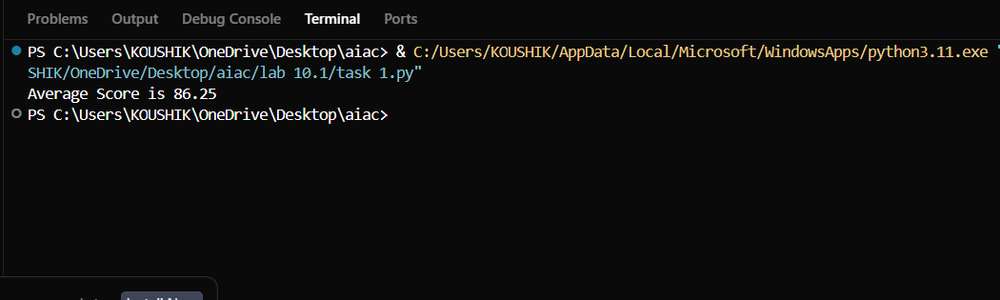 Problems Output Debug Console Terminal Ports
PS C:\Users\KOUSHIK\OneDrive\Desktop\aiac> & C:/Users/KOUSHIK/AppData/Local/Microsoft/WindowsApps/python3.11.exe "
SHIK/OneDrive/Desktop/aiac/lab 10.1/task 1.py"
Average Score is 86.25
PS C:\Users\KOUSHIK\OneDrive\Desktop\aiac>